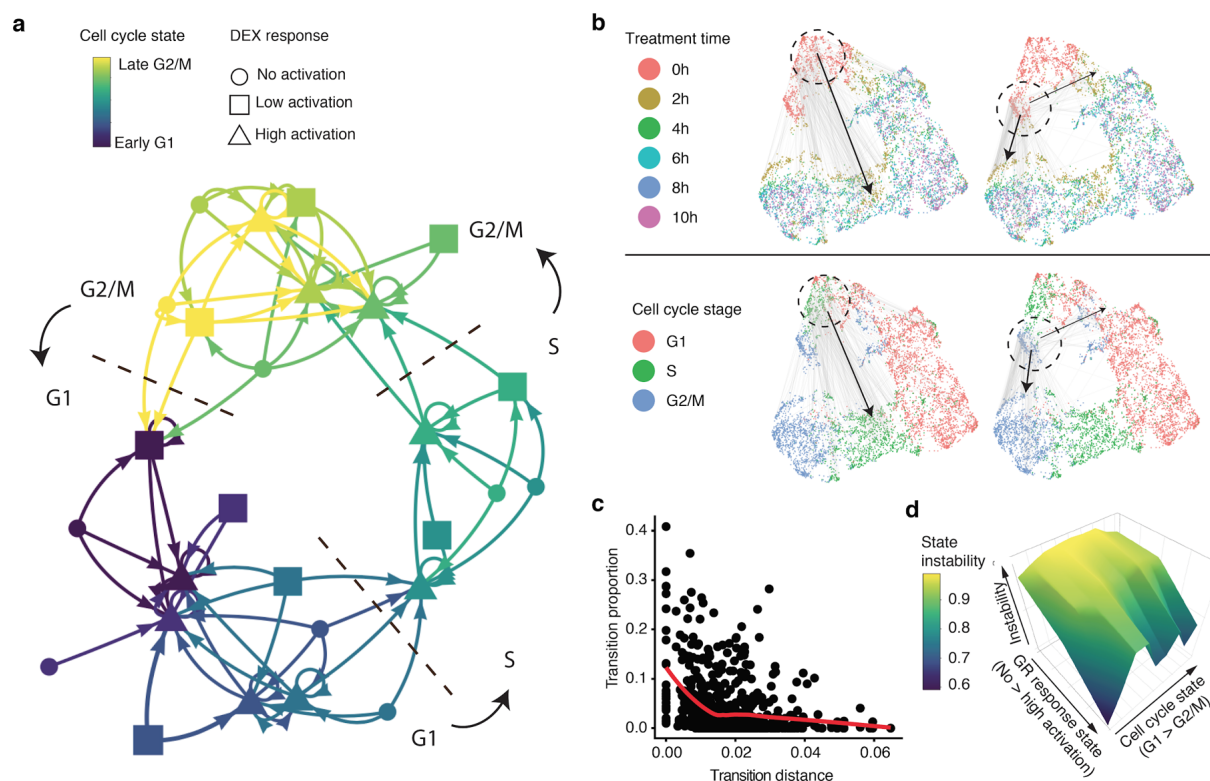 a
Cell cycle state
Late G2/M
Early G1
DEX response
No activation
Low activation
High activation
G2/M
G2/M
S
G1
S
G1
b
Treatment time
0h
2h
4h
6h
8h
10h
Cell cycle stage
G1
S
G2/M
c
Transition proportion
0.4
0.3
0.2
0.1
0.0
0.00
0.02
0.04
0.06
Transition distance
d
State
instability
0.9
0.8
0.7
0.6
Instability
GR response state
(No > high activation)
Cell cycle state
(G1 > G2/M)